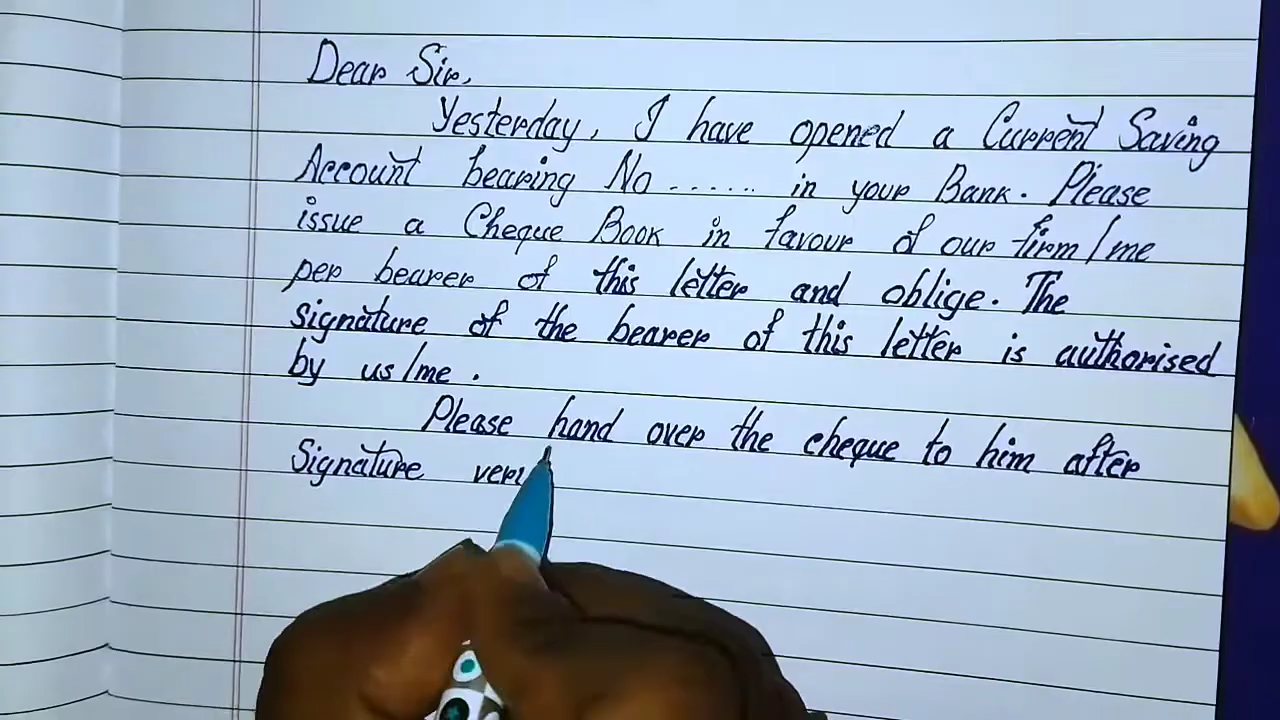 Dear Sir,
Yesterday, I have opened a Current Saving
Account bearing No ....... in your Bank. Please
issue a Cheque Book in favour of our firm/me
per bearer of this letter and oblige. The
signature of the bearer of this letter is authorised
by us/me.
Please hand over the cheque to him after
Signature veri